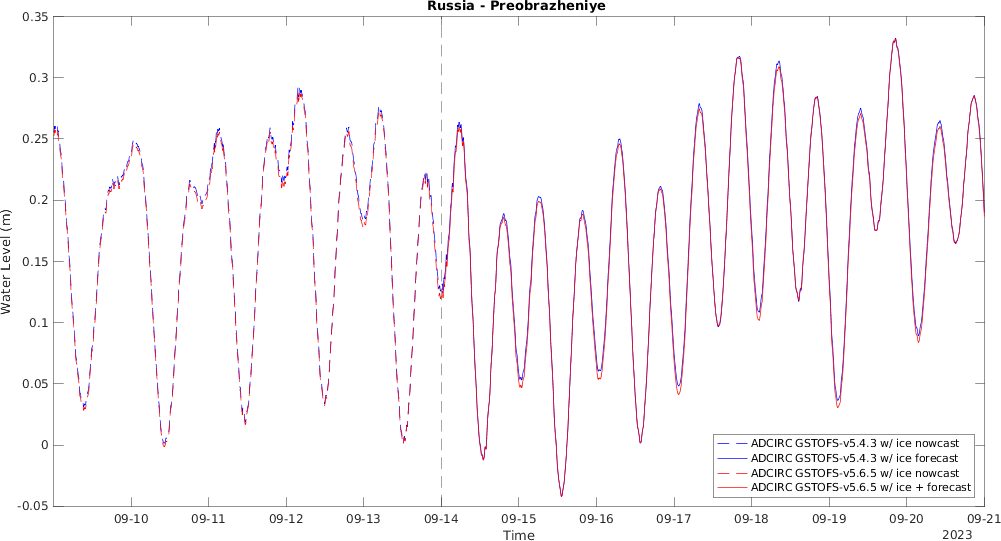 Russia - Preobrazheniye
0.35
0.3
0.25
0.2
0.15
0.1
0.05
0
-0.05
Water Level (m)
ADCIRC GSTOFS-v5.4.3 w/ ice nowcast
ADCIRC GSTOFS-v5.4.3 w/ ice forecast
ADCIRC GSTOFS-v5.6.5 w/ ice nowcast
ADCIRC GSTOFS-v5.6.5 w/ ice + forecast
09-10 09-11 09-12 09-13 09-14 09-15 09-16 09-17 09-18 09-19 09-20 09-21
Time 2023